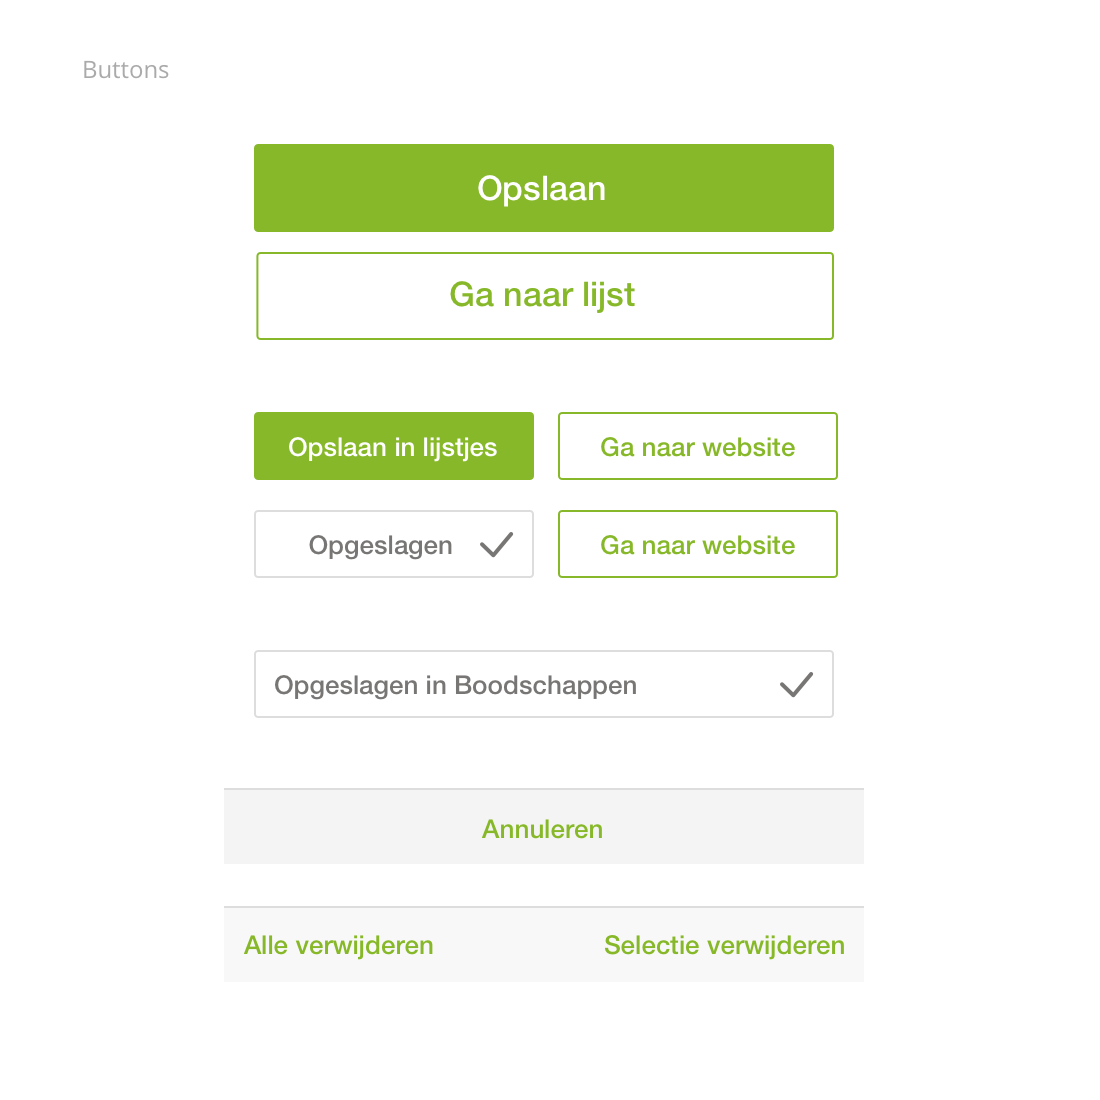 Buttons
Opslaan
Ga naar lijst
Opslaan in lijstjes
Ga naar website
Opgeslagen
Ga naar website
Opgeslagen in Boodschappen
Annuleren
Alle verwijderen
Selectie verwijderen